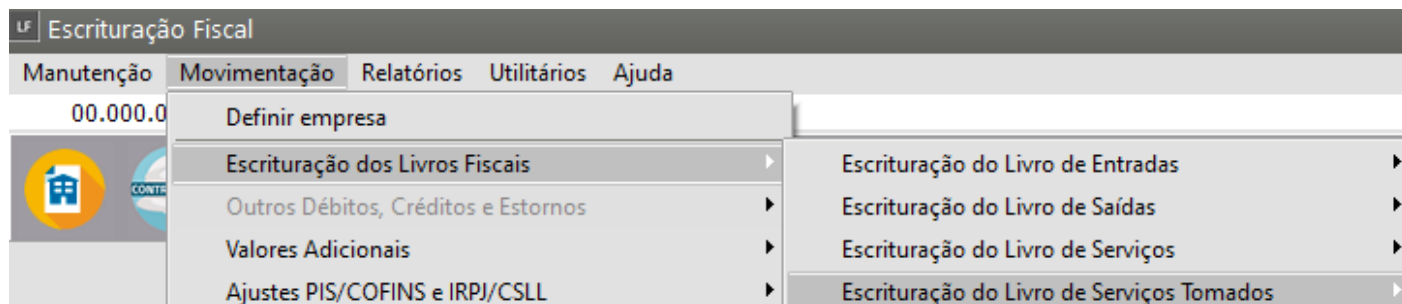 LF Escrituração Fiscal
Manutenção Movimentação Relatórios Utilitários Ajuda
00.000.0
Definir empresa
Escrituração dos Livros Fiscais
Outros Débitos, Créditos e Estornos
Valores Adicionais
Ajustes PIS/COFINS e IRPJ/CSLL
Escrituração do Livro de Entradas
Escrituração do Livro de Saídas
Escrituração do Livro de Serviços
Escrituração do Livro de Serviços Tomados